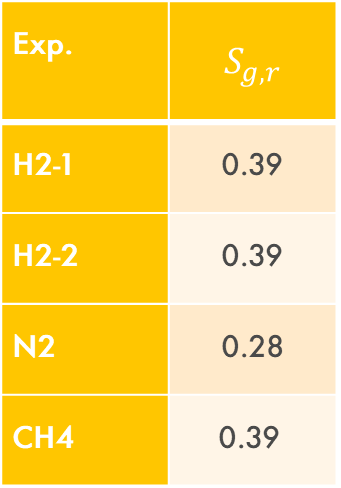 Exp. S_{g,r}
H2-1 0.39
H2-2 0.39
N2 0.28
CH4 0.39